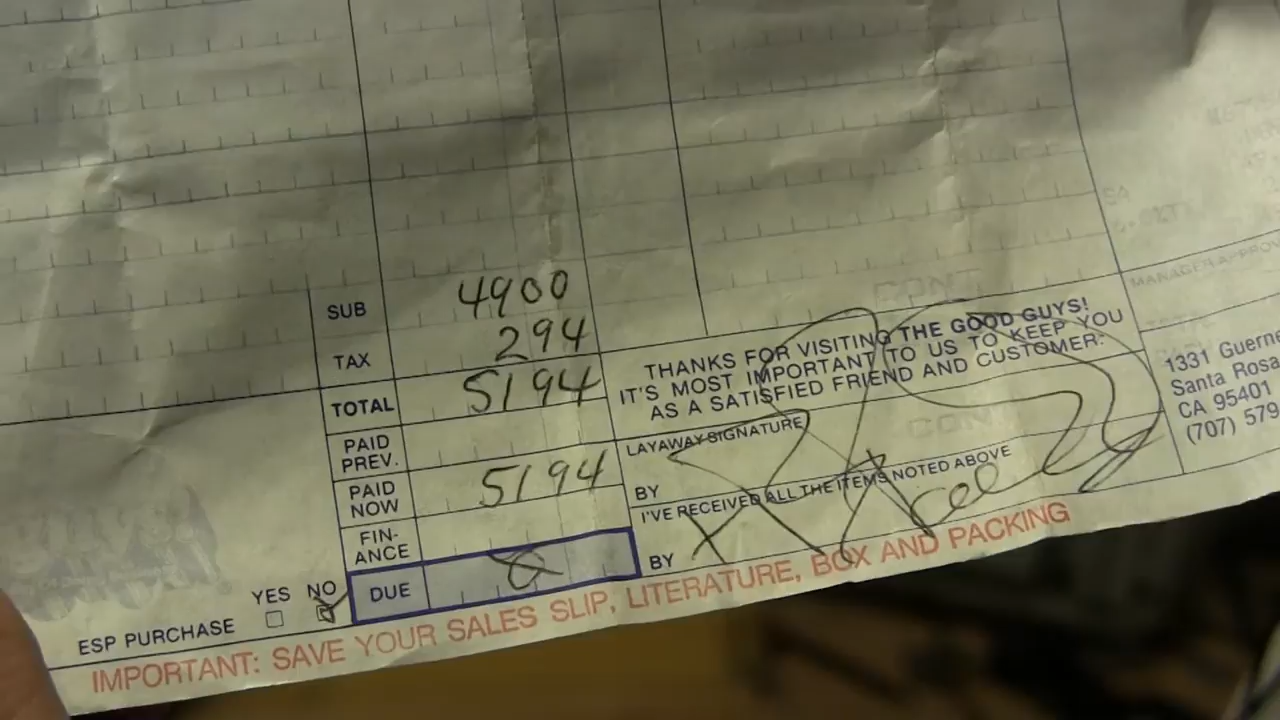 SUB 4900
TAX 294
TOTAL 5194
PAID PREV.
PAID NOW 5194
FIN-
ANCE
DUE 0
ESP PURCHASE YES NO
THANKS FOR VISITING THE GOOD GUYS!
IT'S MOST IMPORTANT TO US TO KEEP YOU
AS A SATISFIED FRIEND AND CUSTOMER.
LAYAWAY SIGNATURE
BY
I'VE RECEIVED ALL THE ITEMS NOTED ABOVE
BY X
1331 Guerne
Santa Rosa
CA 95401
(707) 579
IMPORTANT: SAVE YOUR SALES SLIP, LITERATURE, BOX AND PACKING